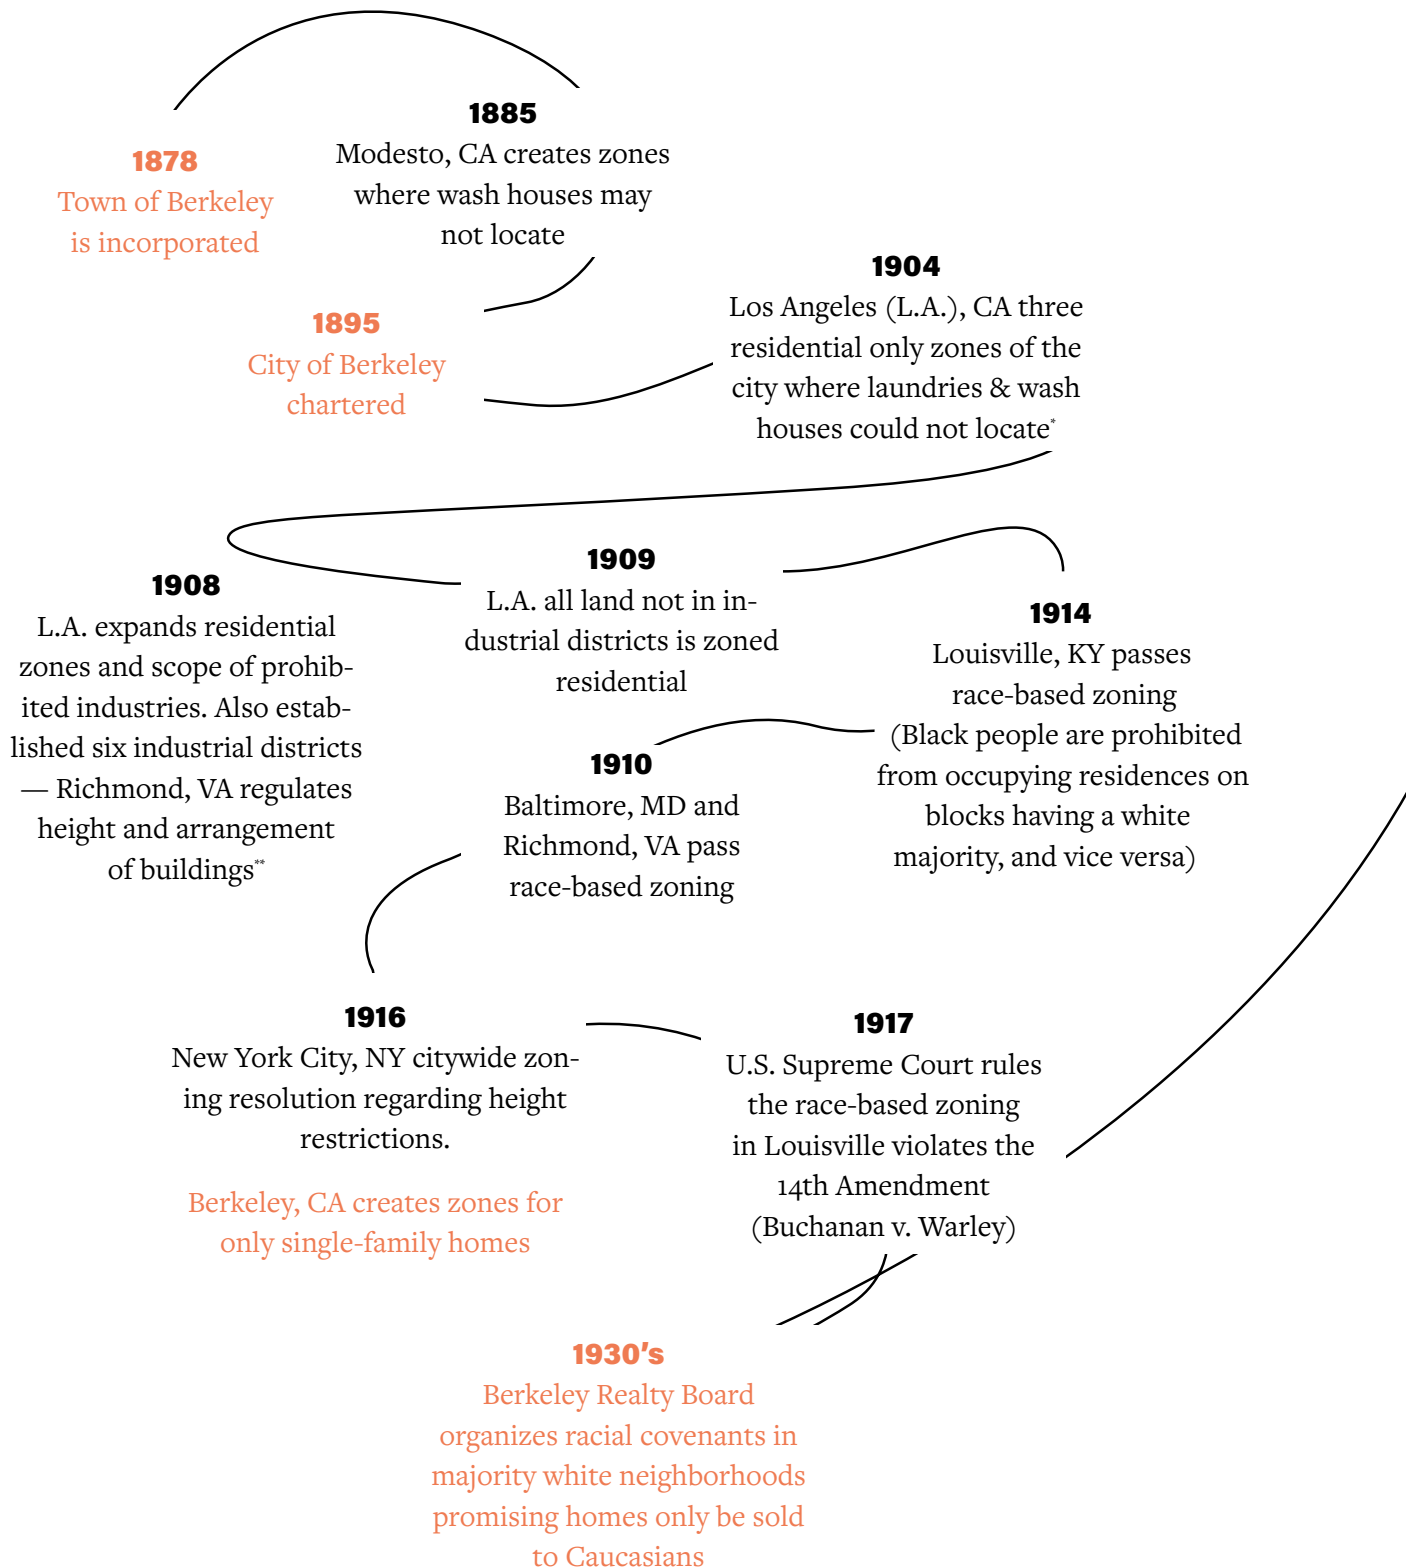 1878
Town of Berkeley
is incorporated
1885
Modesto, CA creates zones
where wash houses may
not locate
1895
City of Berkeley
chartered
1904
Los Angeles (L.A.), CA three
residential only zones of the
city where laundries & wash
houses could not locate*
1908
L.A. expands residential
zones and scope of prohib-
ited industries. Also estab-
lished six industrial districts
— Richmond, VA regulates
height and arrangement
of buildings**
1909
L.A. all land not in in-
dustrial districts is zoned
residential
1914
Louisville, KY passes
race-based zoning
(Black people are prohibited
from occupying residences on
blocks having a white
majority, and vice versa)
1910
Baltimore, MD and
Richmond, VA pass
race-based zoning
1916
New York City, NY citywide zon-
ing resolution regarding height
restrictions.
Berkeley, CA creates zones for
only single-family homes
1917
U.S. Supreme Court rules
the race-based zoning
in Louisville violates the
14th Amendment
(Buchanan v. Warley)
1930's
Berkeley Realty Board
organizes racial covenants in
majority white neighborhoods
promising homes only be sold
to Caucasians